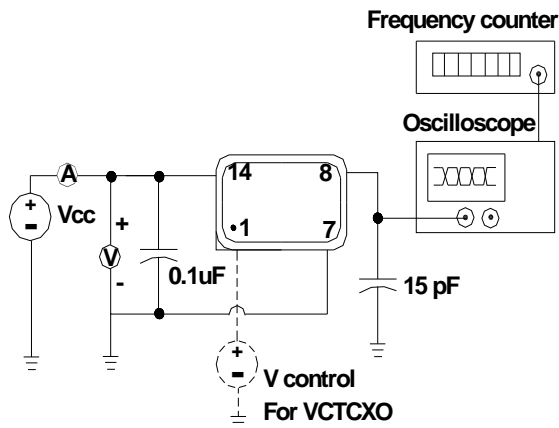 Frequency counter
Oscilloscope
A
14
8
+
-
Vcc
+
1
7
V
-
0.1uF
15 pF
+
-
V control
For VCTCXO